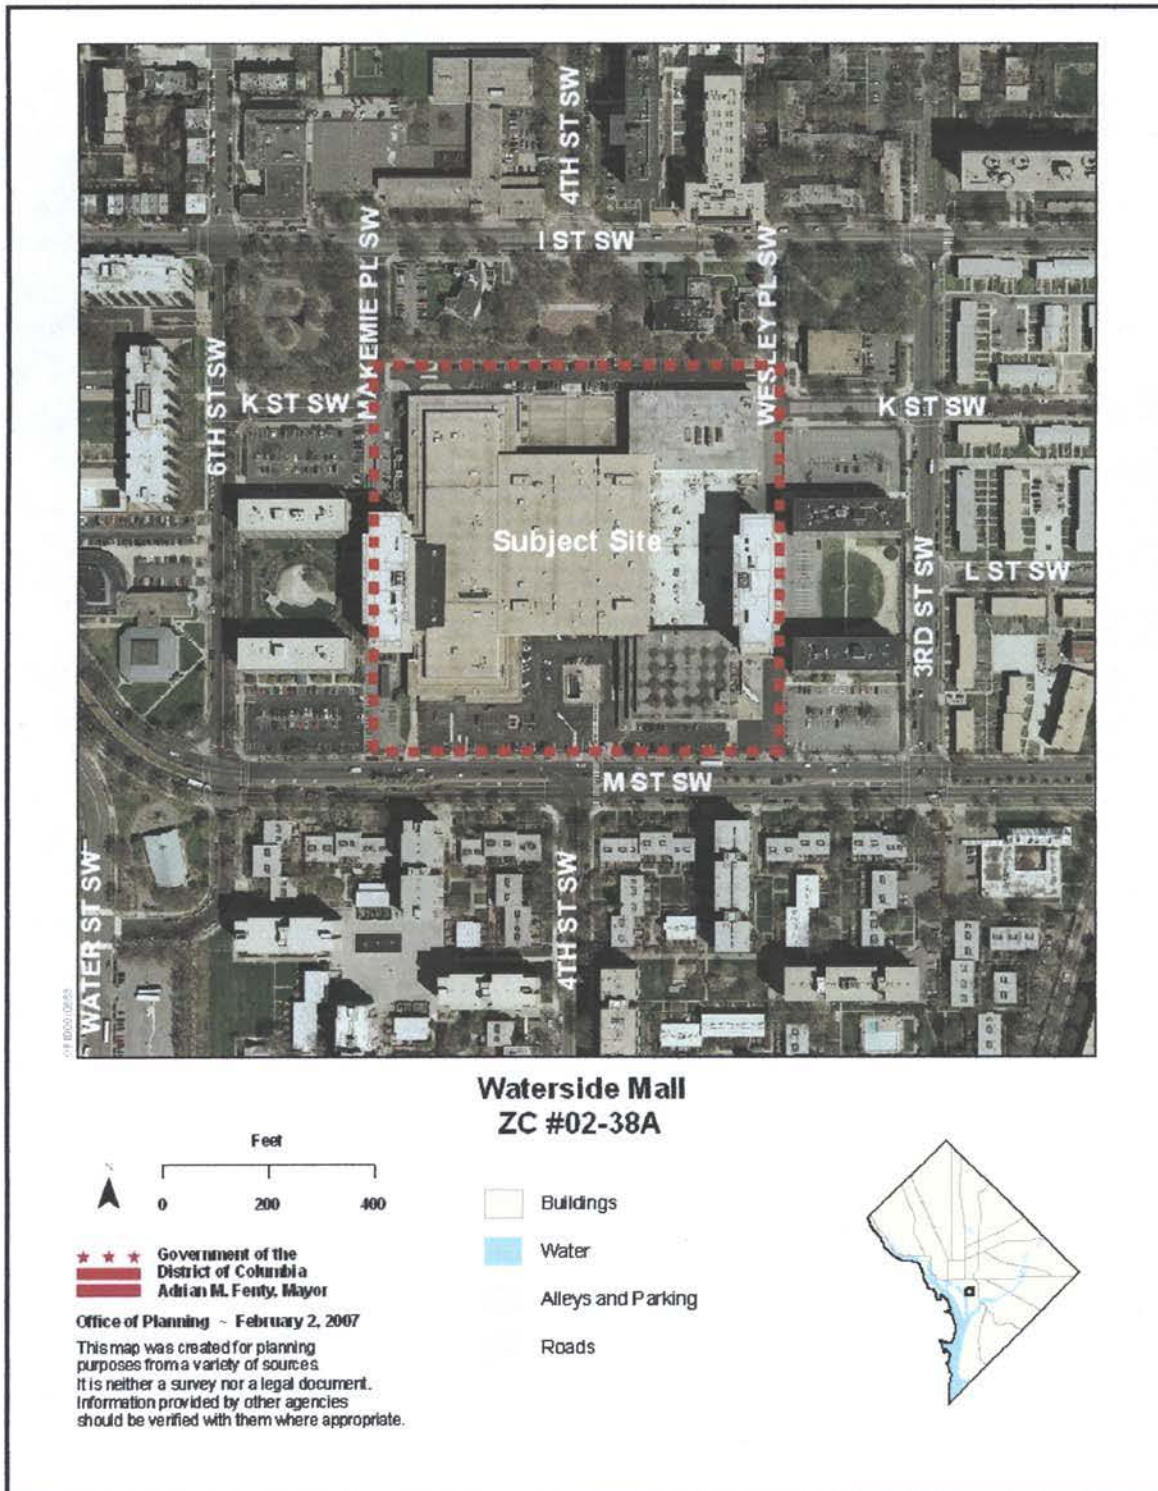 4TH ST SW
I ST SW
MAKEMIE PL SW
WESLEY PL SW
6TH ST SW
K ST SW
K ST SW
Subject Site
3RD ST SW
L ST SW
M ST SW
WATER ST SW
4TH ST SW
Waterside Mall
ZC #02-38A
Feet
0 200 400
N
Government of the
District of Columbia
Adrian M. Fenty, Mayor
Office of Planning ~ February 2, 2007
This map was created for planning
purposes from a variety of sources.
It is neither a survey nor a legal document.
Information provided by other agencies
should be verified with them where appropriate.
Buildings
Water
Alleys and Parking
Roads